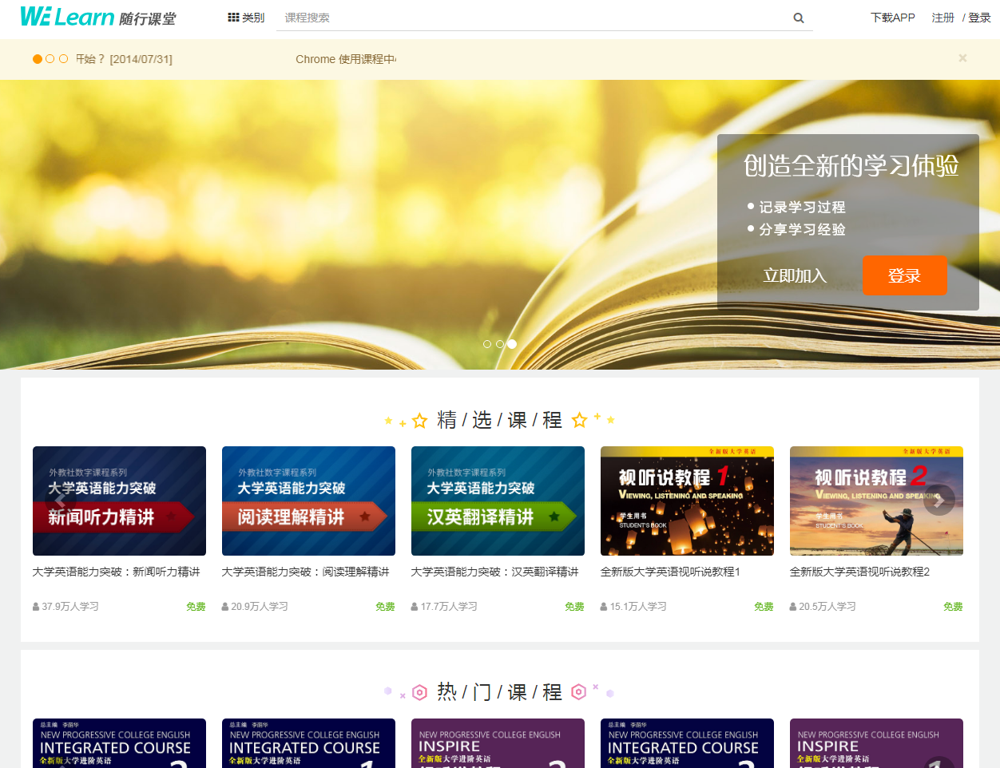 WE Learn 随行课堂
类别
课程搜索
下载APP
注册 / 登录
开始？ [2014/07/31]
Chrome 使用课程中
创造全新的学习体验
记录学习过程
分享学习经验
立即加入
登录
精 / 选 / 课 / 程
外教社数字课程系列
大学英语能力突破
新闻听力精讲
外教社数字课程系列
大学英语能力突破
阅读理解精讲
外教社数字课程系列
大学英语能力突破
汉英翻译精讲
全新版大学英语
视听说教程 1
VIEWING, LISTENING AND SPEAKING
学生用书
STUDENT'S BOOK
全新版大学英语
视听说教程 2
VIEWING, LISTENING AND SPEAKING
学生用书
STUDENT'S BOOK
大学英语能力突破：新闻听力精讲
大学英语能力突破：阅读理解精讲
大学英语能力突破：汉英翻译精讲
全新版大学英语视听说教程1
全新版大学英语视听说教程2
37.9万人学习
免费
20.9万人学习
免费
17.7万人学习
免费
15.1万人学习
免费
20.5万人学习
免费
热 / 门 / 课 / 程
总主编 李荫华
NEW PROGRESSIVE COLLEGE ENGLISH
INTEGRATED COURSE
全新版大学进阶英语
总主编 李荫华
NEW PROGRESSIVE COLLEGE ENGLISH
INTEGRATED COURSE
全新版大学进阶英语
NEW PROGRESSIVE COLLEGE ENGLISH
INSPIRE
全新版大学进阶英语
总主编 李荫华
NEW PROGRESSIVE COLLEGE ENGLISH
INTEGRATED COURSE
全新版大学进阶英语
NEW PROGRESSIVE COLLEGE ENGLISH
INSPIRE
全新版大学进阶英语